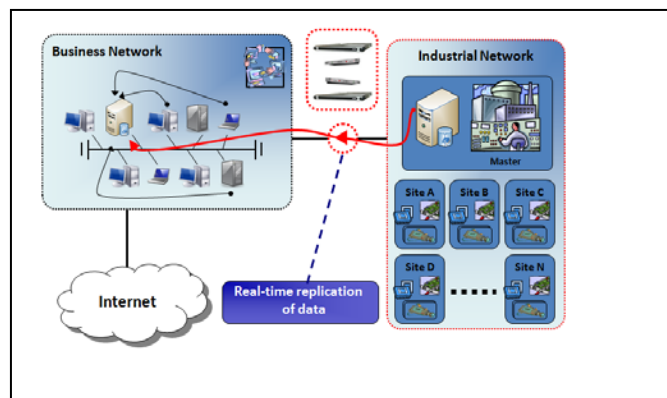 Business Network
Industrial Network
Master
Site A
Site B
Site C
Site D
Site N
Internet
Real-time replication
of data